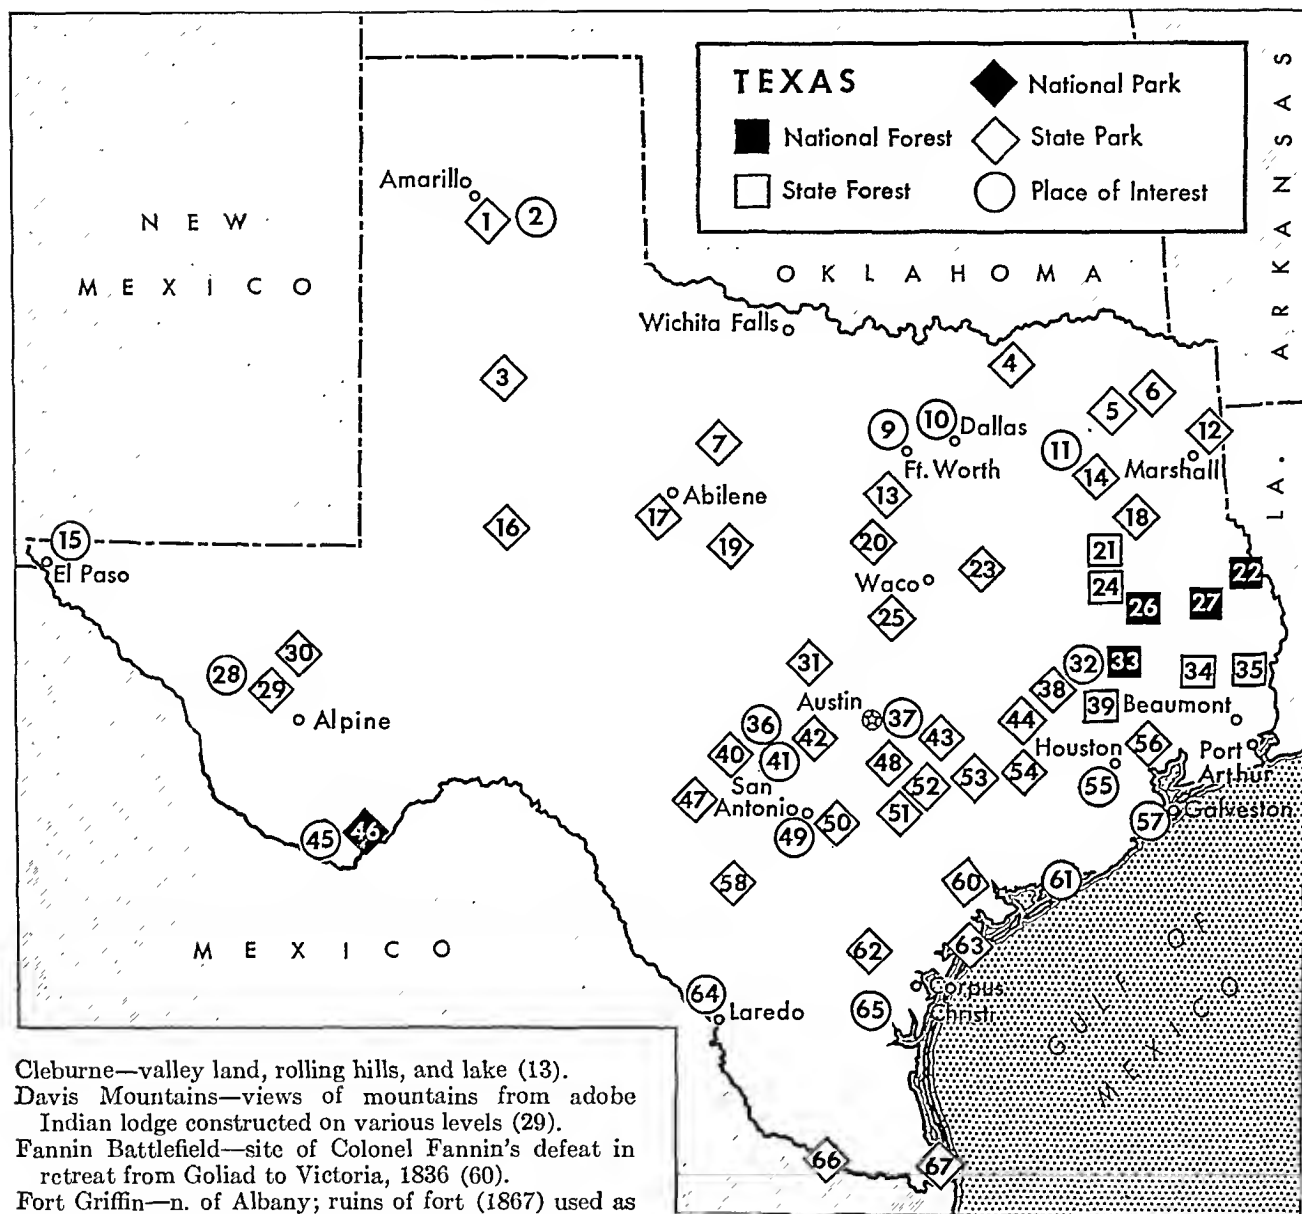 TEXAS
National Forest
State Forest
National Park
State Park
Place of Interest
NEW
MEXICO
OKLAHOMA
ARKANSAS
LA.
Amarillo
1
2
Wichita Falls
3
4
5
6
7
9
10
Dallas
11
12
Ft. Worth
Marshall
13
14
Abilene
15
16
17
18
19
20
21
22
El Paso
Waco
23
24
25
26
27
28
29
30
31
32
33
34
35
Alpine
Austin
36
37
38
39
Beaumont
40
41
42
43
44
Houston
Port
Arthur
45
46
47
San
Antonio
48
49
50
51
52
53
54
55
56
57
Galveston
58
60
61
MEXICO
62
63
64
Laredo
65
Corpus
Christi
GULF OF
MEXICO
66
67
Cleburne—valley land, rolling hills, and lake (13).
Davis Mountains—views of mountains from adobe
Indian lodge constructed on various levels (29).
Fannin Battlefield—site of Colonel Fannin's defeat in
retreat from Goliad to Victoria, 1836 (60).
Fort Griffin—n. of Albany; ruins of fort (1867) used as